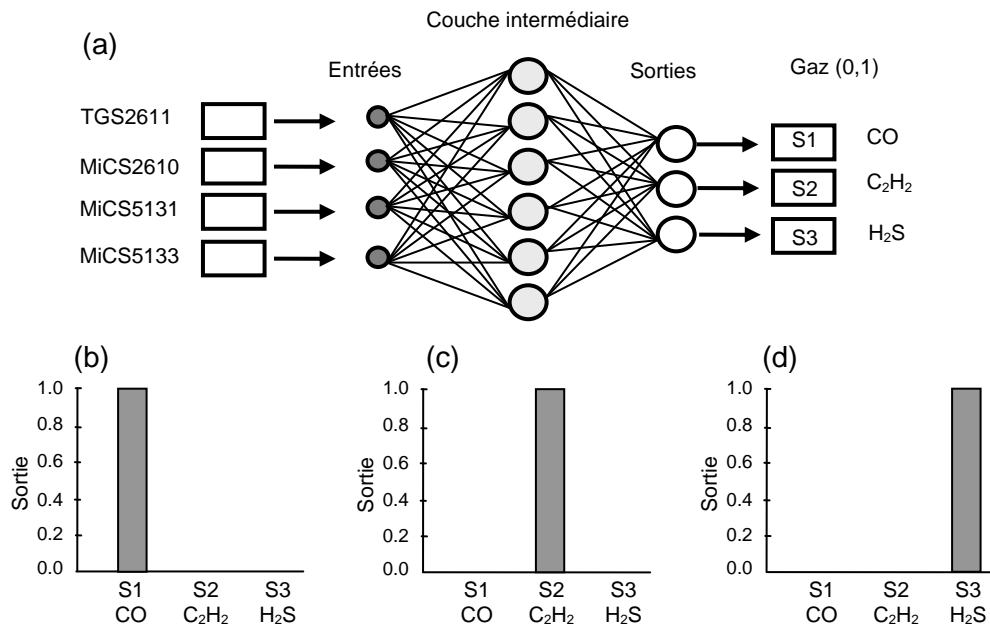 Couche intermédiaire
(a)
Entrées
Sorties
Gaz (0,1)
TGS2611
MiCS2610
MiCS5131
MiCS5133
S1 CO
S2 C₂H₂
S3 H₂S
(b)
1.0
0.8
0.6
0.4
0.2
0.0
Sortie
S1 S2 S3
CO C₂H₂ H₂S
(c)
1.0
0.8
0.6
0.4
0.2
0.0
Sortie
S1 S2 S3
CO C₂H₂ H₂S
(d)
1.0
0.8
0.6
0.4
0.2
0.0
Sortie
S1 S2 S3
CO C₂H₂ H₂S